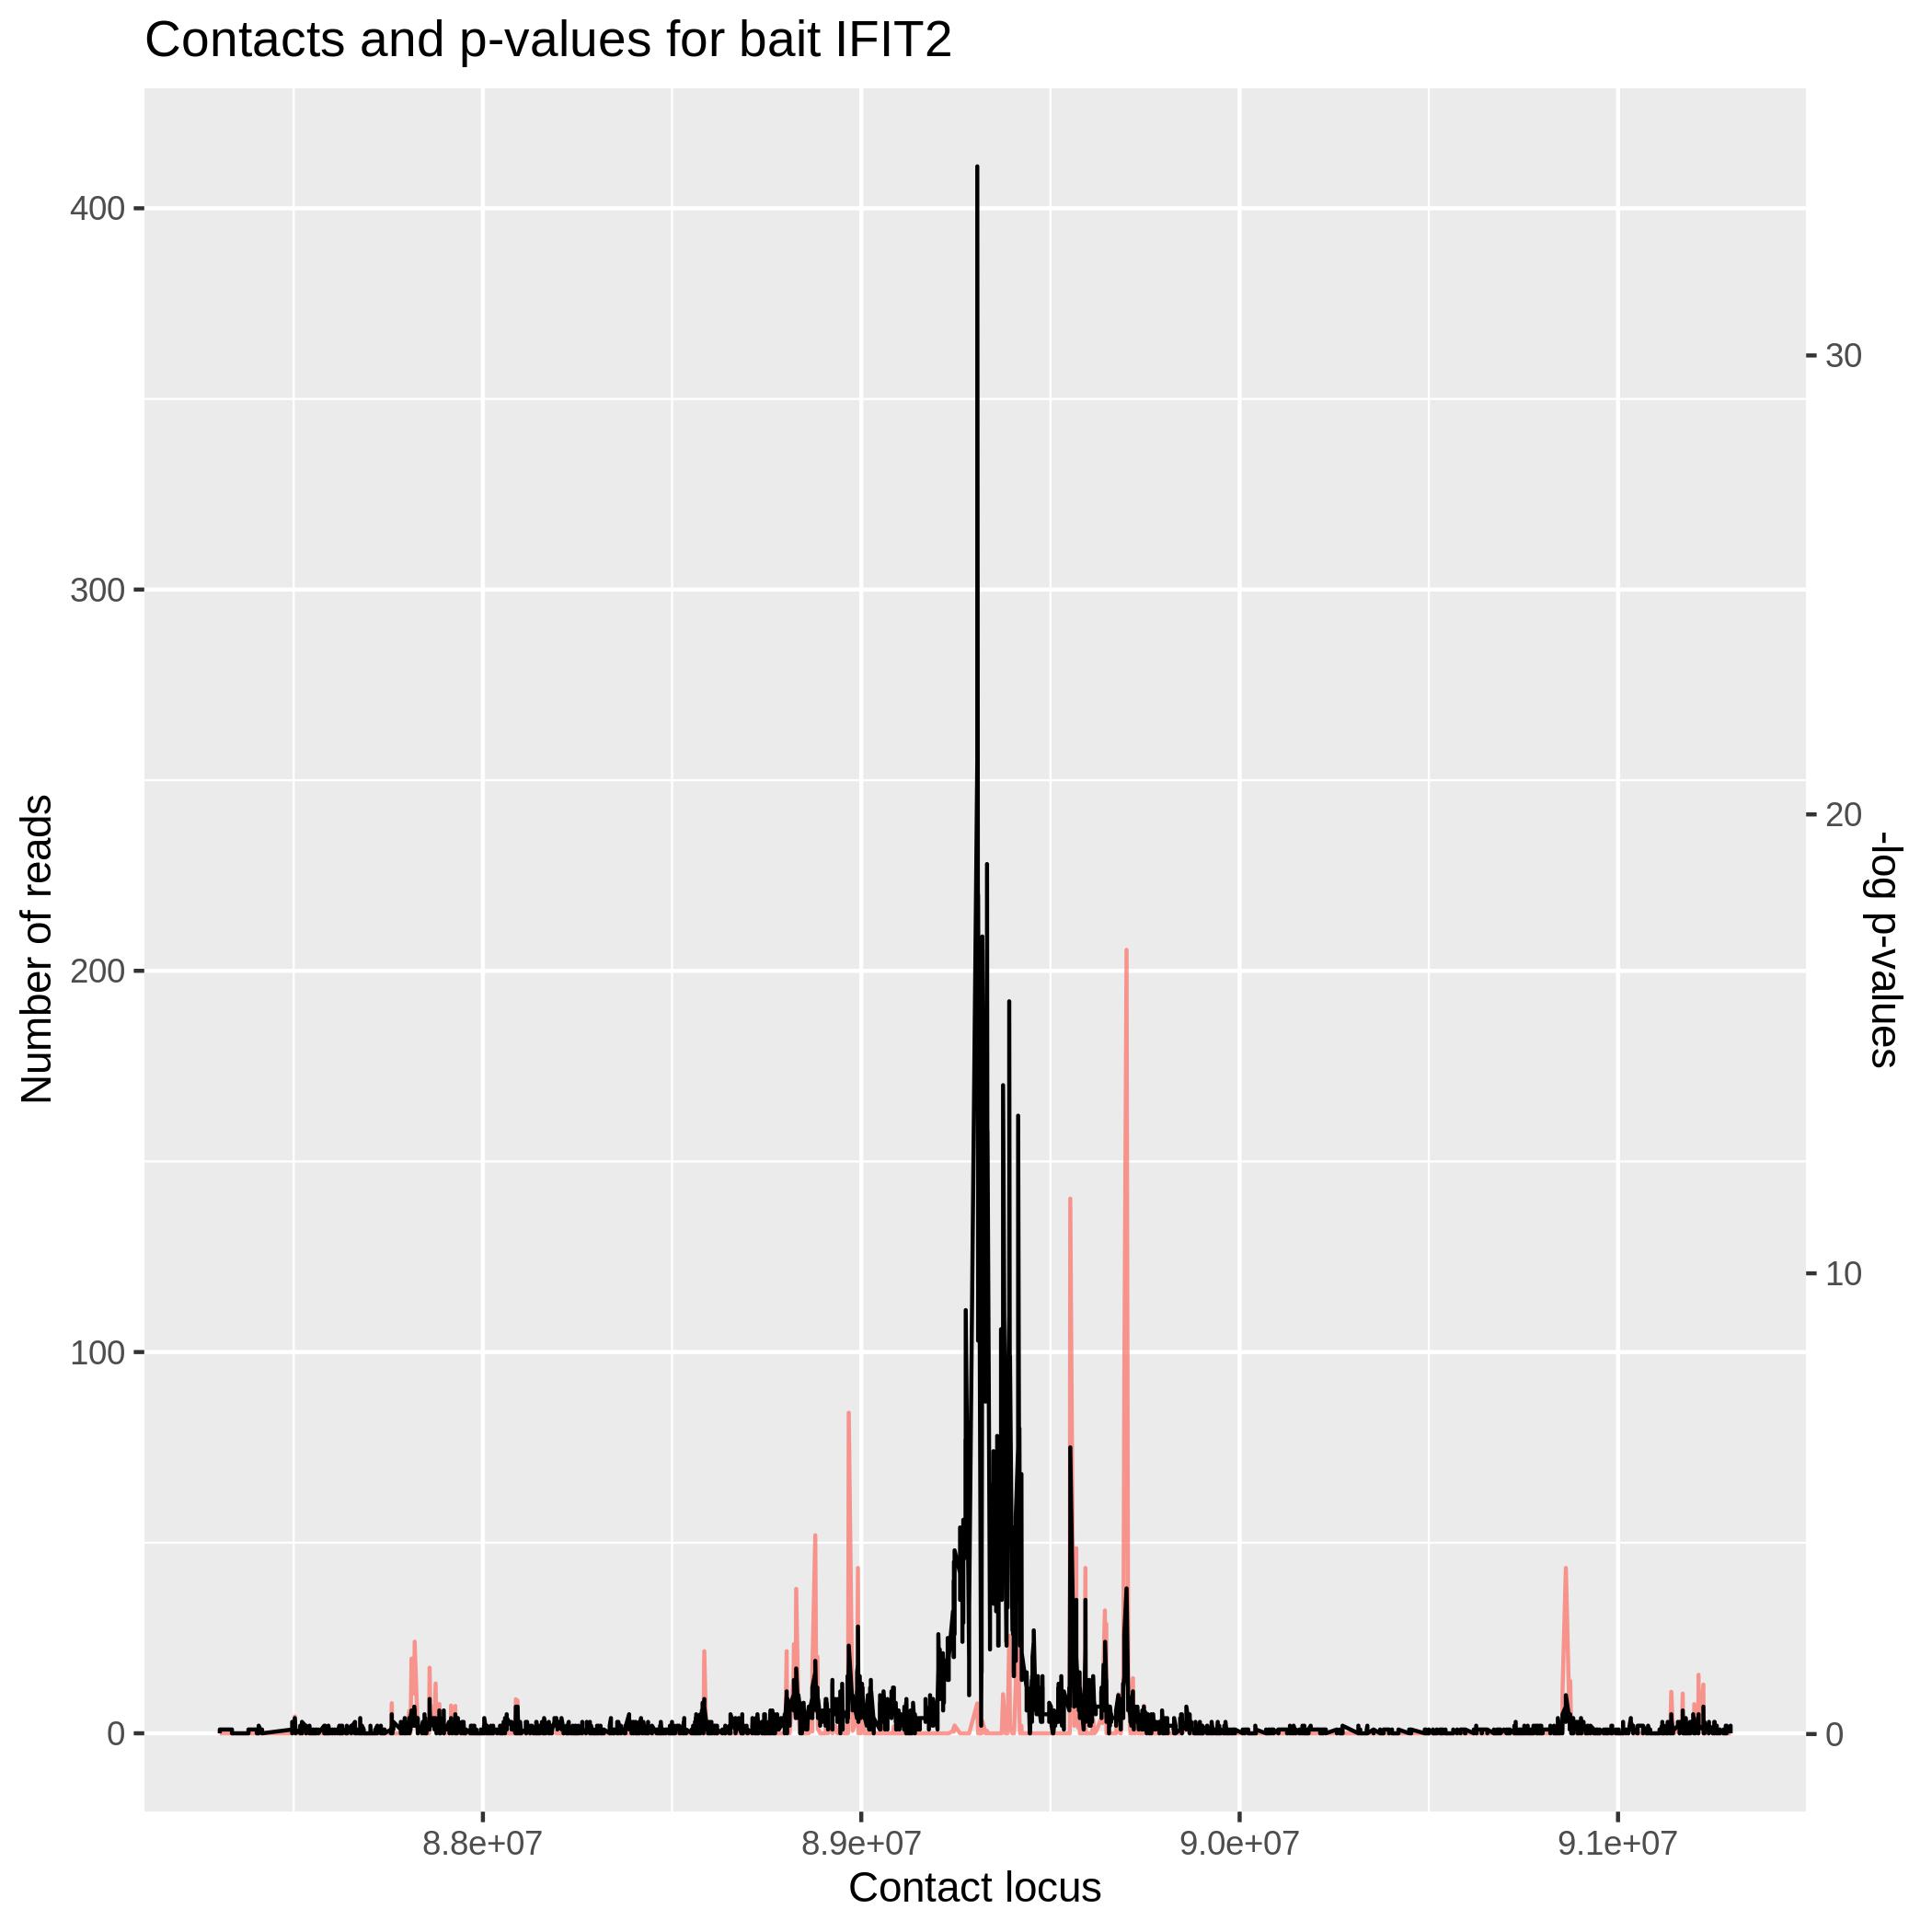 Contacts and p-values for bait IFIT2
400
300
200
100
0
Number of reads
30
20
10
0
-log p-values
8.8e+07
8.9e+07
9.0e+07
9.1e+07
Contact locus